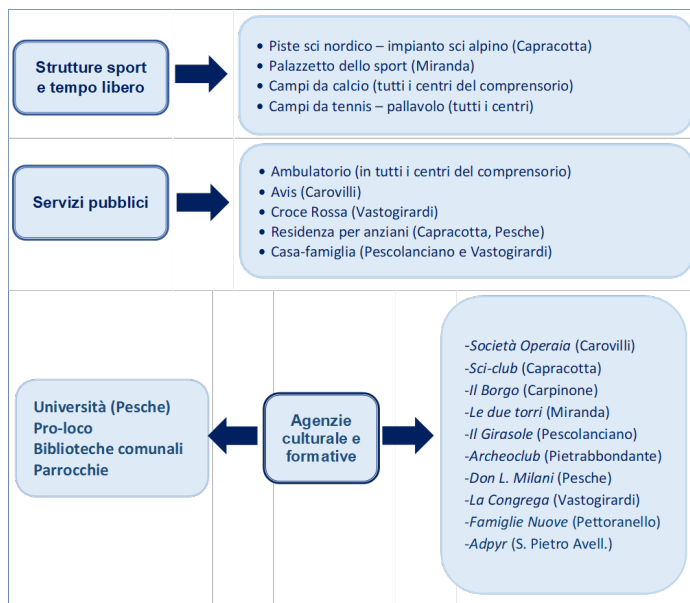 Strutture sport
e tempo libero
• Piste sci nordico – impianto sci alpino (Capracotta)
• Palazzetto dello sport (Miranda)
• Campi da calcio (tutti i centri del comprensorio)
• Campi da tennis – pallavolo (tutti i centri)
Servizi pubblici
• Ambulatorio (in tutti i centri del comprensorio)
• Avis (Carovilli)
• Croce Rossa (Vastogirardi)
• Residenza per anziani (Capracotta, Pesche)
• Casa-famiglia (Pescolanciano e Vastogirardi)
Università (Pesche)
Pro-loco
Biblioteche comunali
Parrocchie
Agenzie
culturale e
formative
-Società Operaia (Carovilli)
-Sci-club (Capracotta)
-Il Borgo (Carpinone)
-Le due torri (Miranda)
-Il Girasole (Pescolanciano)
-Archeoclub (Pietrabbondante)
-Don L. Milani (Pesche)
-La Congrega (Vastogirardi)
-Famiglie Nuove (Pettoranello)
-Adpyr (S. Pietro Avell.)